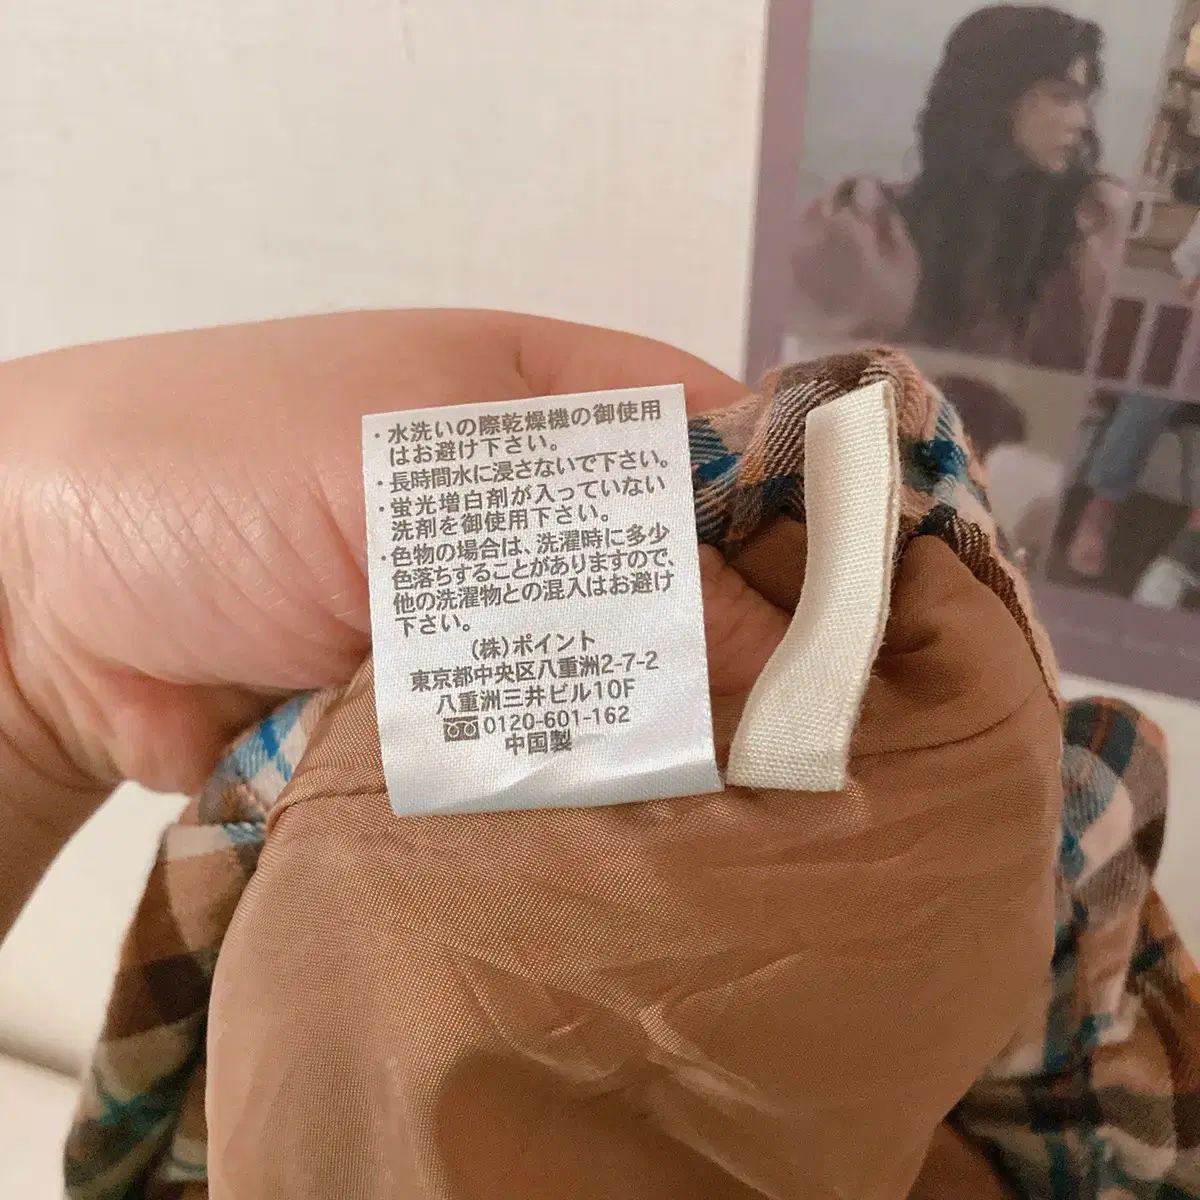 ・水洗いの際乾燥機の御使用
はお避け下さい。
・長時間水に浸さないで下さい。
・蛍光増白剤が入っていない
洗剤を御使用下さい。
・色物の場合は、洗濯時に多少
色落ちすることがありますので、
他の洗濯物との混入はお避け
下さい。
(株)ポイント
東京都中央区八重洲2-7-2
八重洲三井ビル10F
0120-601-162
中国製